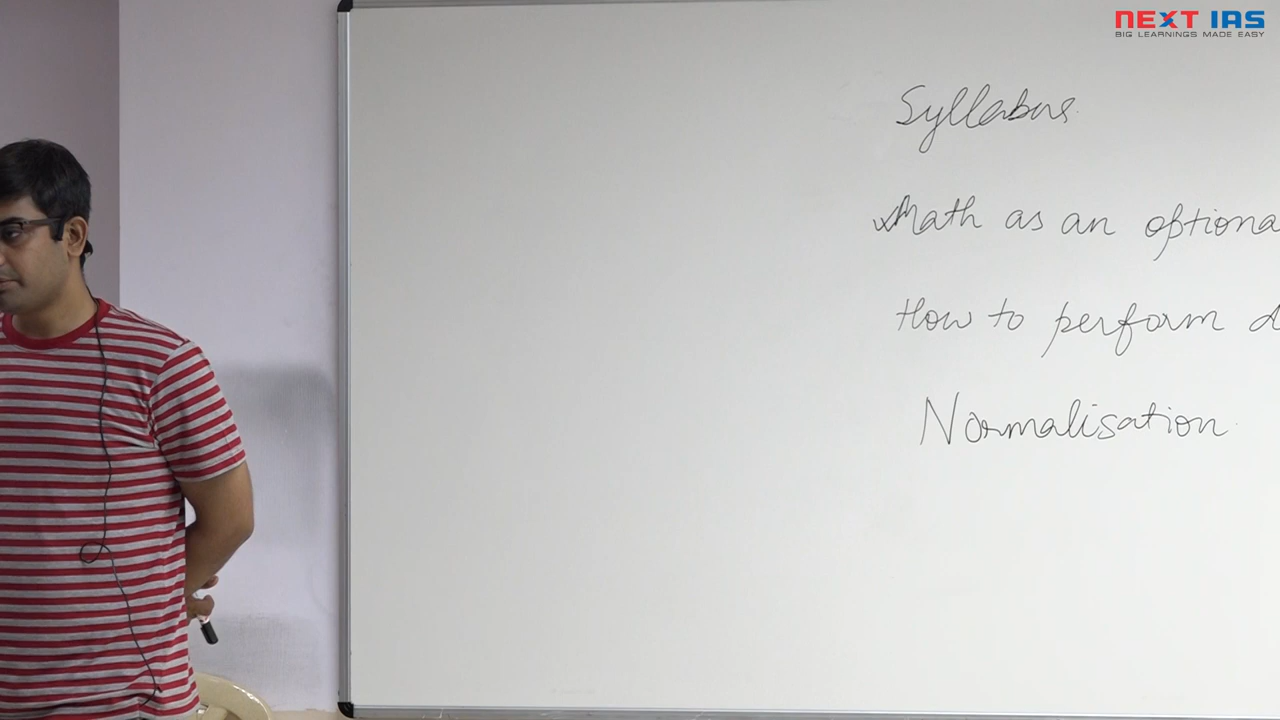 NEXT IAS
BIG LEARNINGS MADE EASY
Syllabus
Math as an optiona
How to perform
Normalisation